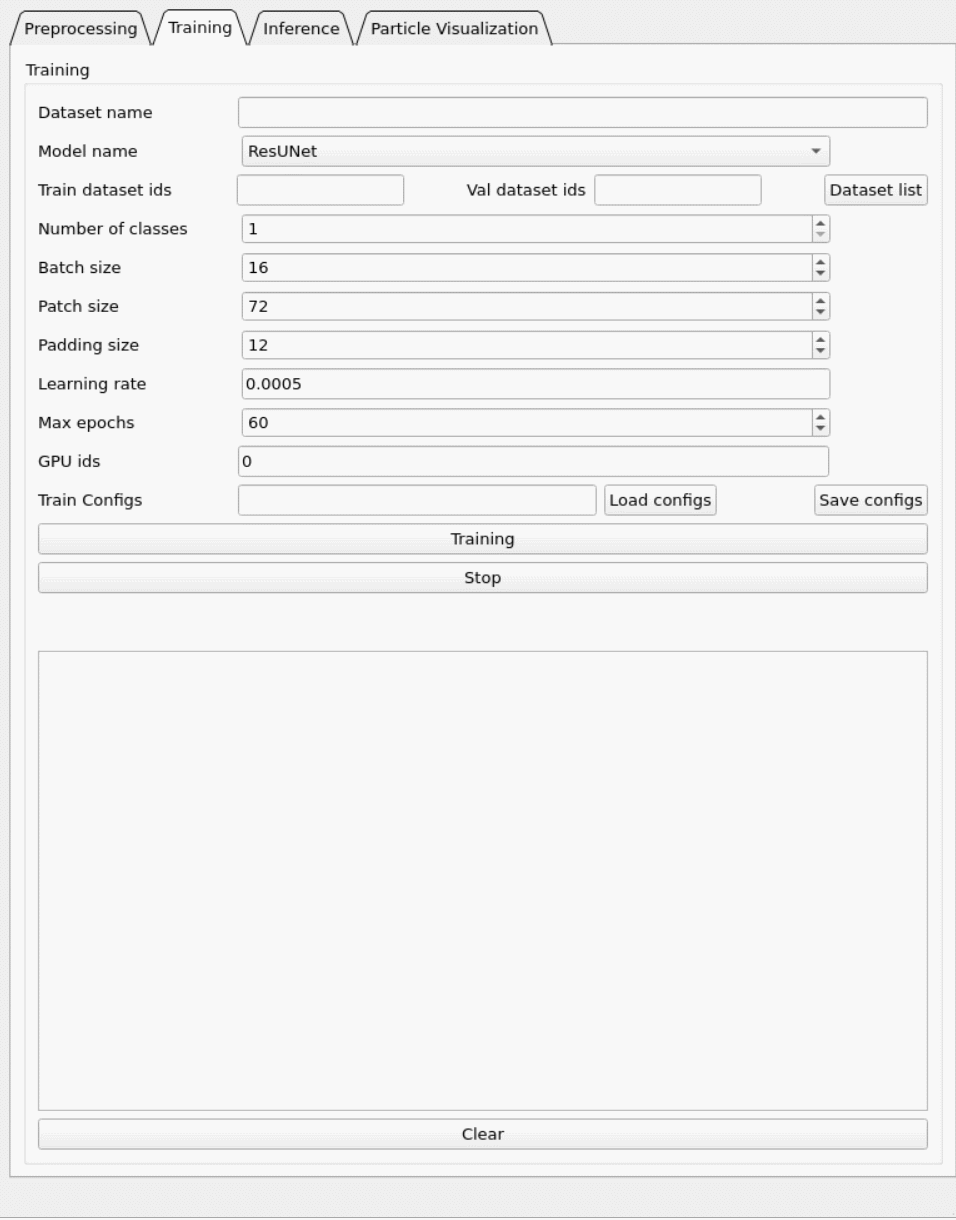 Preprocessing Training Inference Particle Visualization
Training
Dataset name
Model name ResUNet
Train dataset ids Val dataset ids Dataset list
Number of classes 1
Batch size 16
Patch size 72
Padding size 12
Learning rate 0.0005
Max epochs 60
GPU ids 0
Train Configs Load configs Save configs
Training
Stop
Clear